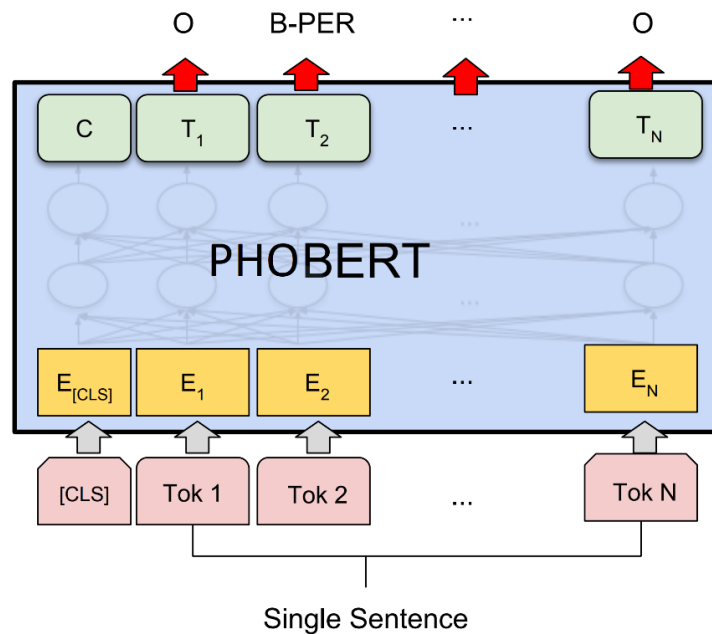 O B-PER ... O
C T1 T2 ... TN
...
PHOBERT
...
E[CLS] E1 E2 ... EN
[CLS] Tok 1 Tok 2 ... Tok N
Single Sentence